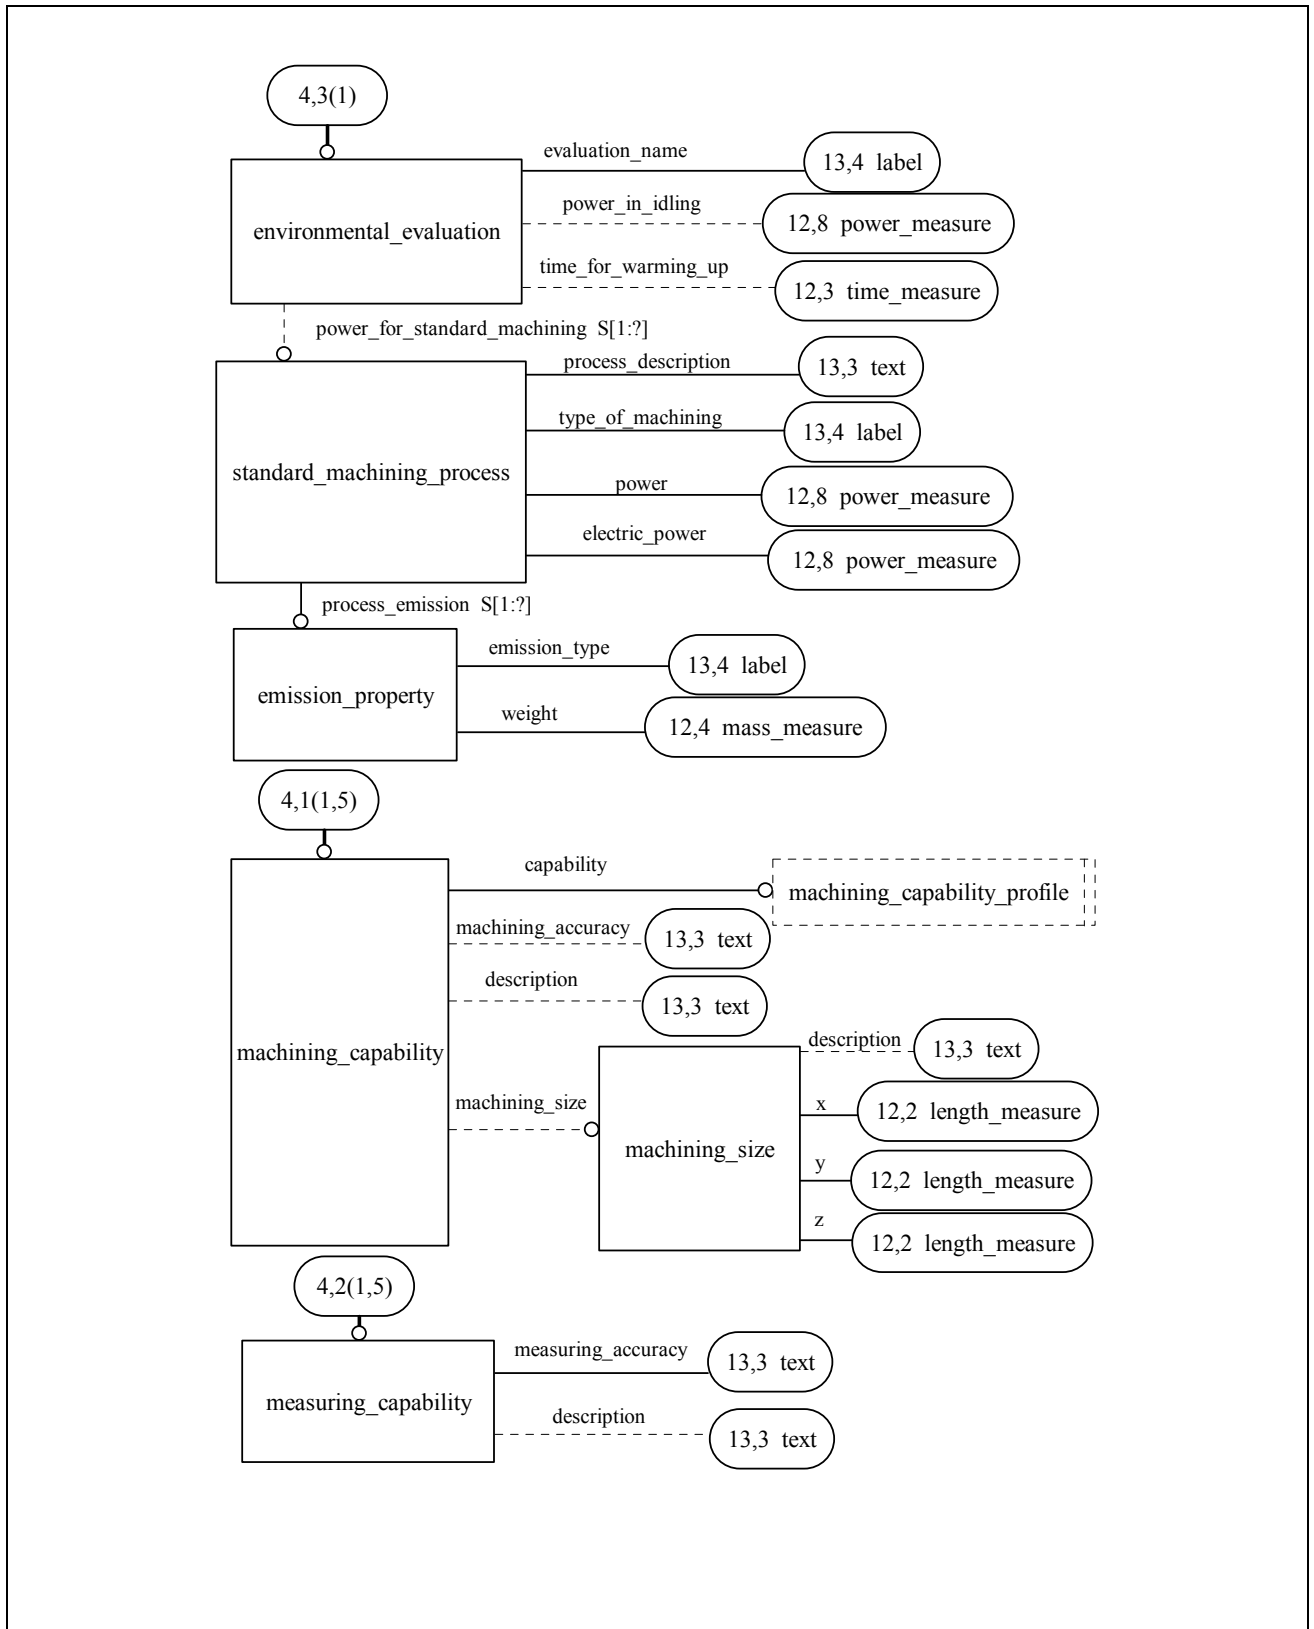 4,3(1)
evaluation_name
13,4 label
power_in_idling
12,8 power_measure
environmental_evaluation
time_for_warming_up
12,3 time_measure
power_for_standard_machining S[1:?]
process_description
13,3 text
type_of_machining
13,4 label
standard_machining_process
power
12,8 power_measure
electric_power
12,8 power_measure
process_emission S[1:?]
emission_type
13,4 label
emission_property
weight
12,4 mass_measure
4,1(1,5)
capability
machining_capability_profile
machining_accuracy
13,3 text
description
13,3 text
machining_capability
description
13,3 text
machining_size
x
12,2 length_measure
machining_size
y
12,2 length_measure
z
12,2 length_measure
4,2(1,5)
measuring_accuracy
13,3 text
measuring_capability
description
13,3 text